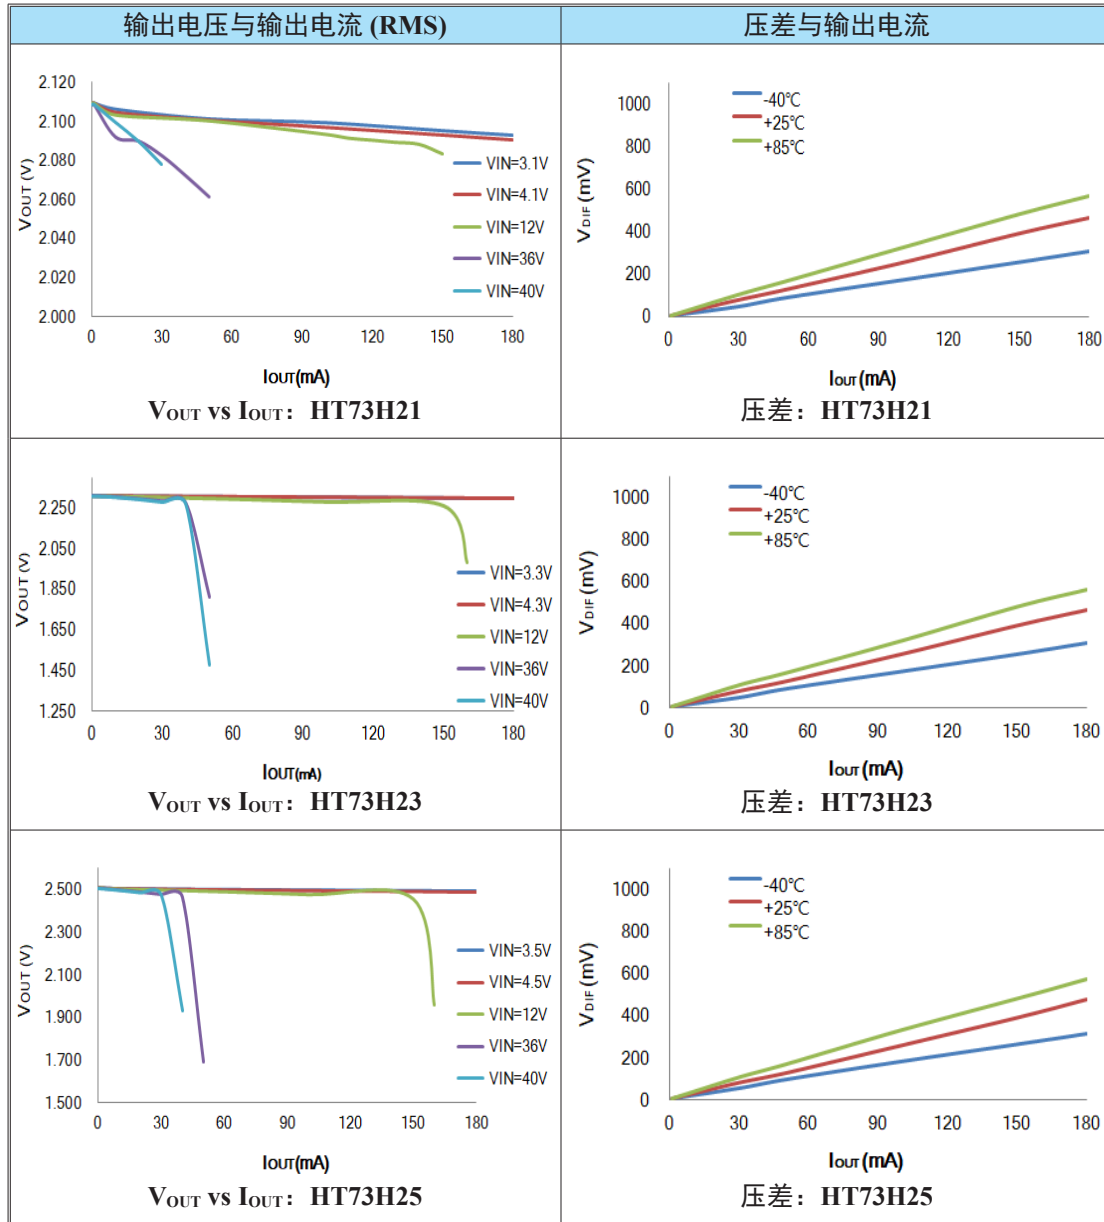 输出电压与输出电流 (RMS)
压差与输出电流
2.120
2.100
2.080
2.060
2.040
2.020
2.000
VOUT (V)
VIN=3.1V
VIN=4.1V
VIN=12V
VIN=36V
VIN=40V
0 30 60 90 120 150 180
IOUT(mA)
VOUT vs IOUT：HT73H21
1000
800
600
400
200
0
VDIF (mV)
-40℃
+25℃
+85℃
0 30 60 90 120 150 180
IOUT (mA)
压差：HT73H21
2.250
2.050
1.850
1.650
1.450
1.250
VOUT (V)
VIN=3.3V
VIN=4.3V
VIN=12V
VIN=36V
VIN=40V
0 30 60 90 120 150 180
IOUT(mA)
VOUT vs IOUT：HT73H23
1000
800
600
400
200
0
VDIF (mV)
-40℃
+25℃
+85℃
0 30 60 90 120 150 180
IOUT (mA)
压差：HT73H23
2.500
2.300
2.100
1.900
1.700
1.500
VOUT (V)
VIN=3.5V
VIN=4.5V
VIN=12V
VIN=36V
VIN=40V
0 30 60 90 120 150 180
IOUT(mA)
VOUT vs IOUT：HT73H25
1000
800
600
400
200
0
VDIF (mV)
-40℃
+25℃
+85℃
0 30 60 90 120 150 180
IOUT (mA)
压差：HT73H25